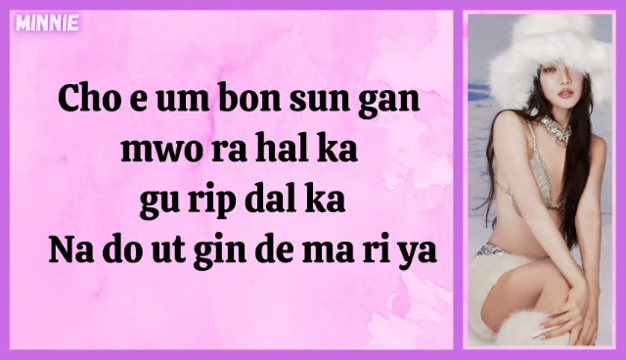 MINNIE
Cho e um bon sun gan
mwo ra hal ka
gu rip dal ka
Na do ut gin de ma ri ya